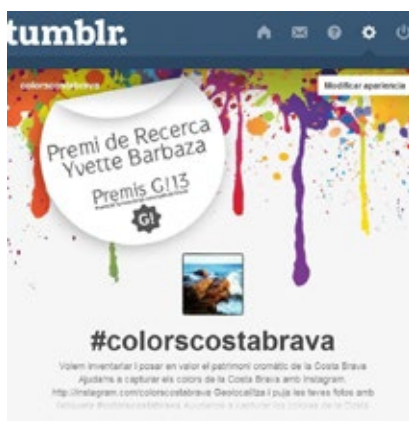 tumblr.
colorscostabrava
Modificar apariencia
Premi de Recerca
Yvette Barbaza
Premis G!13
G!
#colorscostabrava
Volem inventariar i posar en valor el patrimoni cromàtic de la Costa Brava
Ajuda'ns a capturar els colors de la Costa Brava amb Instagram.
http://instagram.com/colorscostabrava Geolocalitza i puja les teves fotos amb